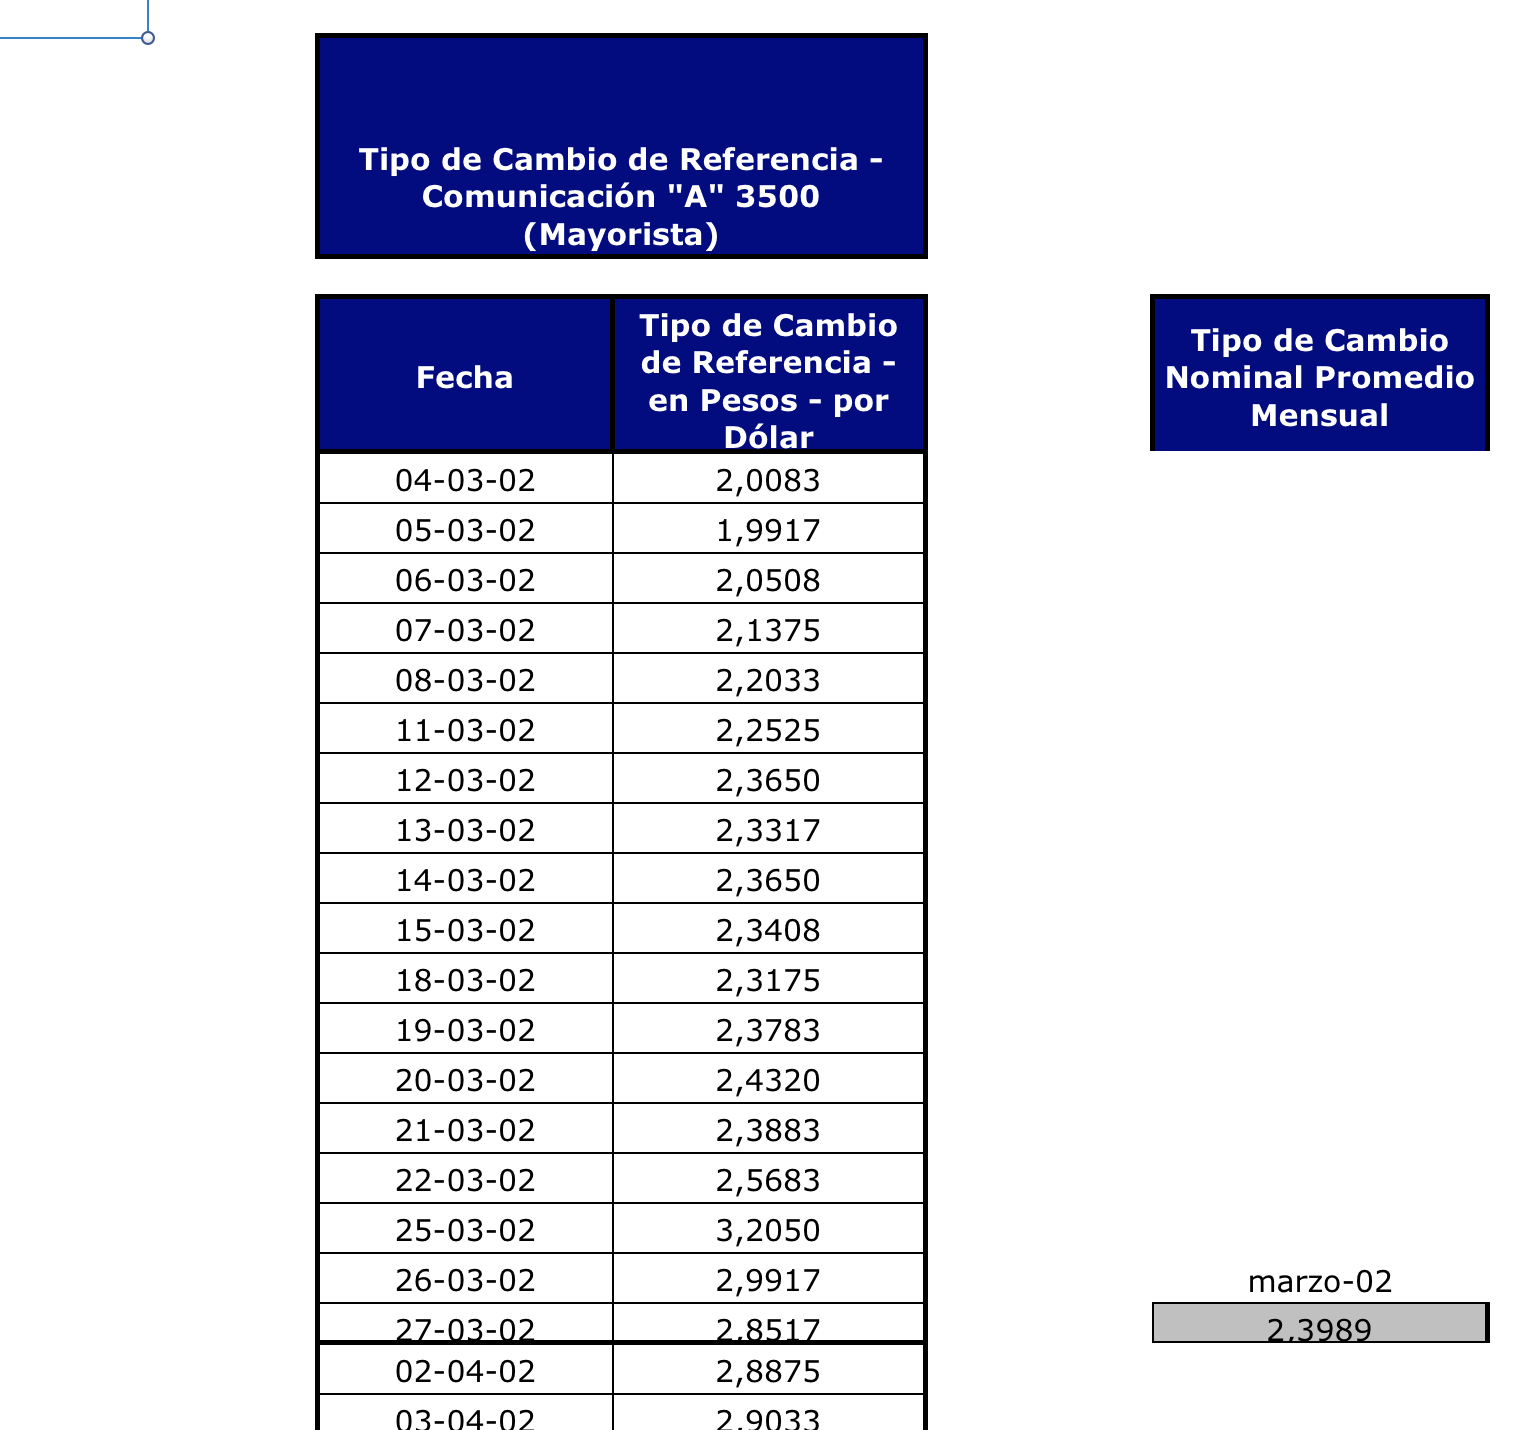 Tipo de Cambio de Referencia -
Comunicación "A" 3500
(Mayorista)
Fecha
Tipo de Cambio
de Referencia -
en Pesos - por
Dólar
Tipo de Cambio
Nominal Promedio
Mensual
04-03-02 2,0083
05-03-02 1,9917
06-03-02 2,0508
07-03-02 2,1375
08-03-02 2,2033
11-03-02 2,2525
12-03-02 2,3650
13-03-02 2,3317
14-03-02 2,3650
15-03-02 2,3408
18-03-02 2,3175
19-03-02 2,3783
20-03-02 2,4320
21-03-02 2,3883
22-03-02 2,5683
25-03-02 3,2050
26-03-02 2,9917 marzo-02
27-03-02 2,8517 2,3989
02-04-02 2,8875
03-04-02 2,9033